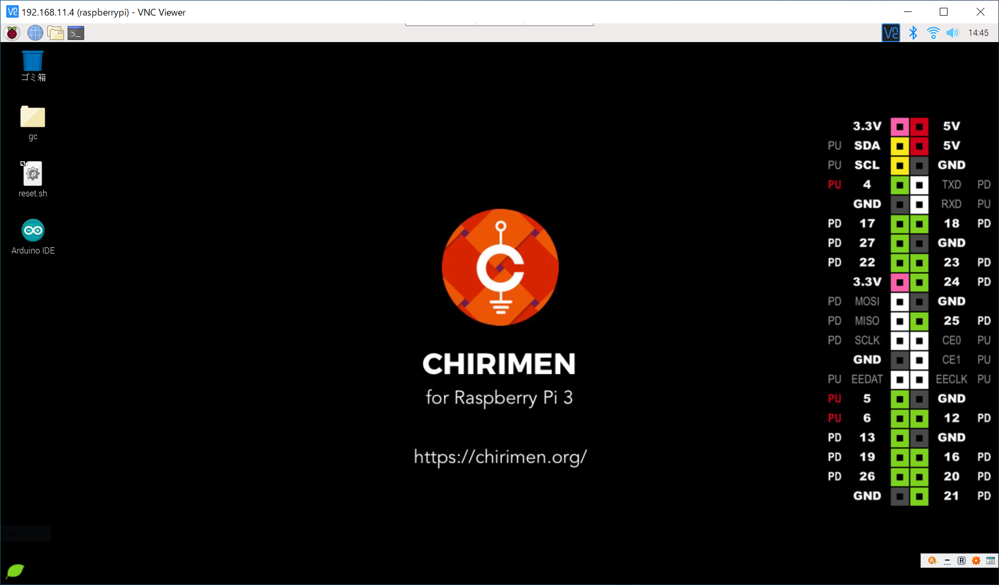 192.168.11.4 (raspberrypi) - VNC Viewer
14:45
ゴミ箱
gc
reset.sh
Arduino IDE
CHIRIMEN
for Raspberry Pi 3
https://chirimen.org/
3.3V 5V
PU SDA 5V
PU SCL GND
PU 4 TXD PD
GND RXD PU
PD 17 18 PD
PD 27 GND
PD 22 23 PD
3.3V 24 PD
PD MOSI GND
PD MISO 25 PD
PD SCLK CE0 PU
GND CE1 PU
PU EEDAT EECLK PU
PU 5 GND
PU 6 12 PD
PD 13 GND
PD 19 16 PD
PD 26 20 PD
GND 21 PD
(W)
あ R